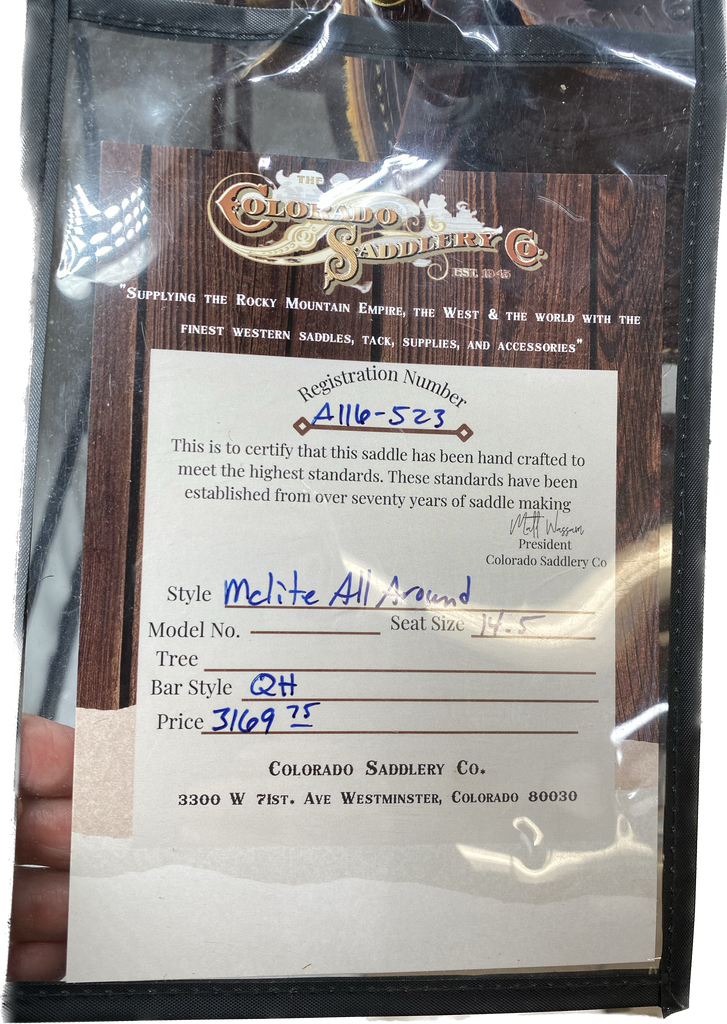 THE
COLORADO
SADDLERY CO.
EST. 1945
"SUPPLYING THE ROCKY MOUNTAIN EMPIRE, THE WEST & THE WORLD WITH THE
FINEST WESTERN SADDLES, TACK, SUPPLIES, AND ACCESSORIES"
Registration Number
A116-523
This is to certify that this saddle has been hand crafted to
meet the highest standards. These standards have been
established from over seventy years of saddle making
Matt Wassam
President
Colorado Saddlery Co
Style Mclite All Around
Model No. Seat Size 14.5
Tree
Bar Style QH
Price 3169 75
COLORADO SADDLERY CO.
3300 W 71ST. AVE WESTMINSTER, COLORADO 80030